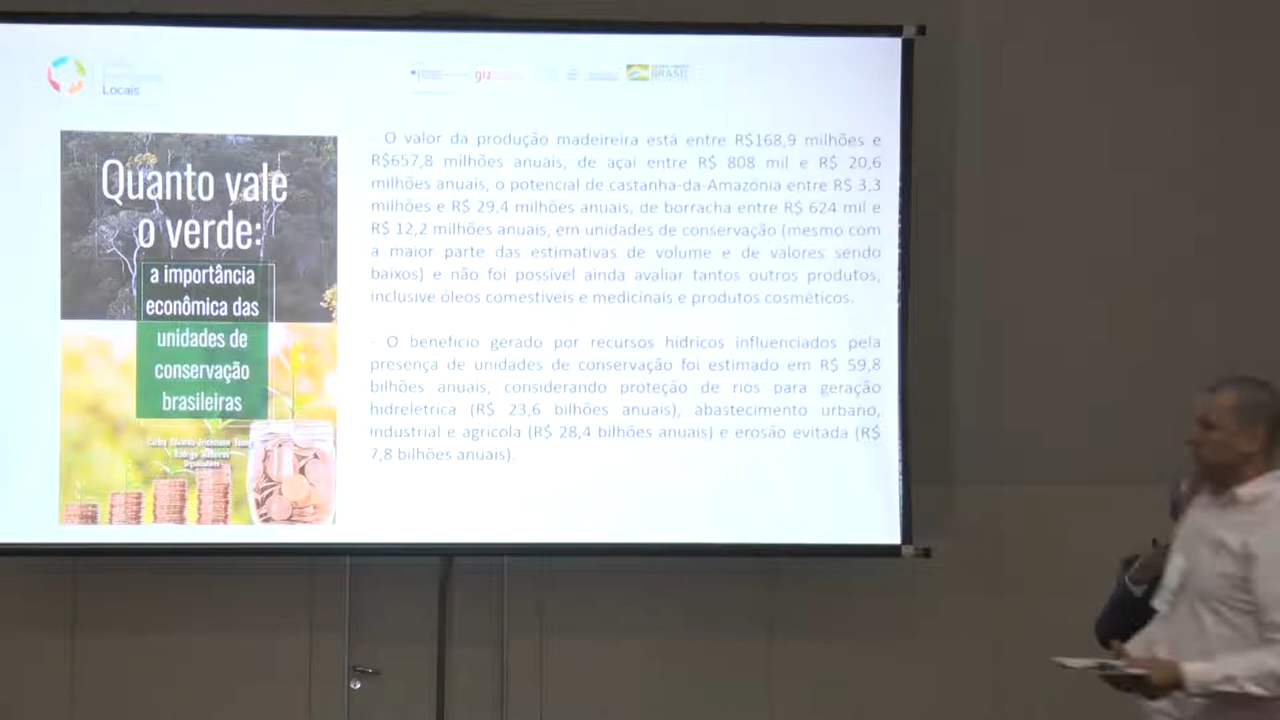 Locais
giz
BRASIL
Quanto vale
o verde:
a importância
econômica das
unidades de
conservação
brasileiras
- O valor da produção madeireira está entre R$168,9 milhões e
R$657,8 milhões anuais, de açaí entre R$ 808 mil e R$ 20,6
milhões anuais, o potencial de castanha-da-Amazônia entre R$ 3,3
milhões e R$ 29,4 milhões anuais, de borracha entre R$ 624 mil e
R$ 12,2 milhões anuais, em unidades de conservação (mesmo com
a maior parte das estimativas de volume e de valores sendo
baixos) e não foi possível ainda avaliar tantos outros produtos,
inclusive óleos comestíveis e medicinais e produtos cosméticos.
- O benefício gerado por recursos hídricos influenciados pela
presença de unidades de conservação foi estimado em R$ 59,8
bilhões anuais, considerando proteção de rios para geração
hidrelétrica (R$ 23,6 bilhões anuais), abastecimento urbano,
industrial e agrícola (R$ 28,4 bilhões anuais) e erosão evitada (R$
7,8 bilhões anuais).